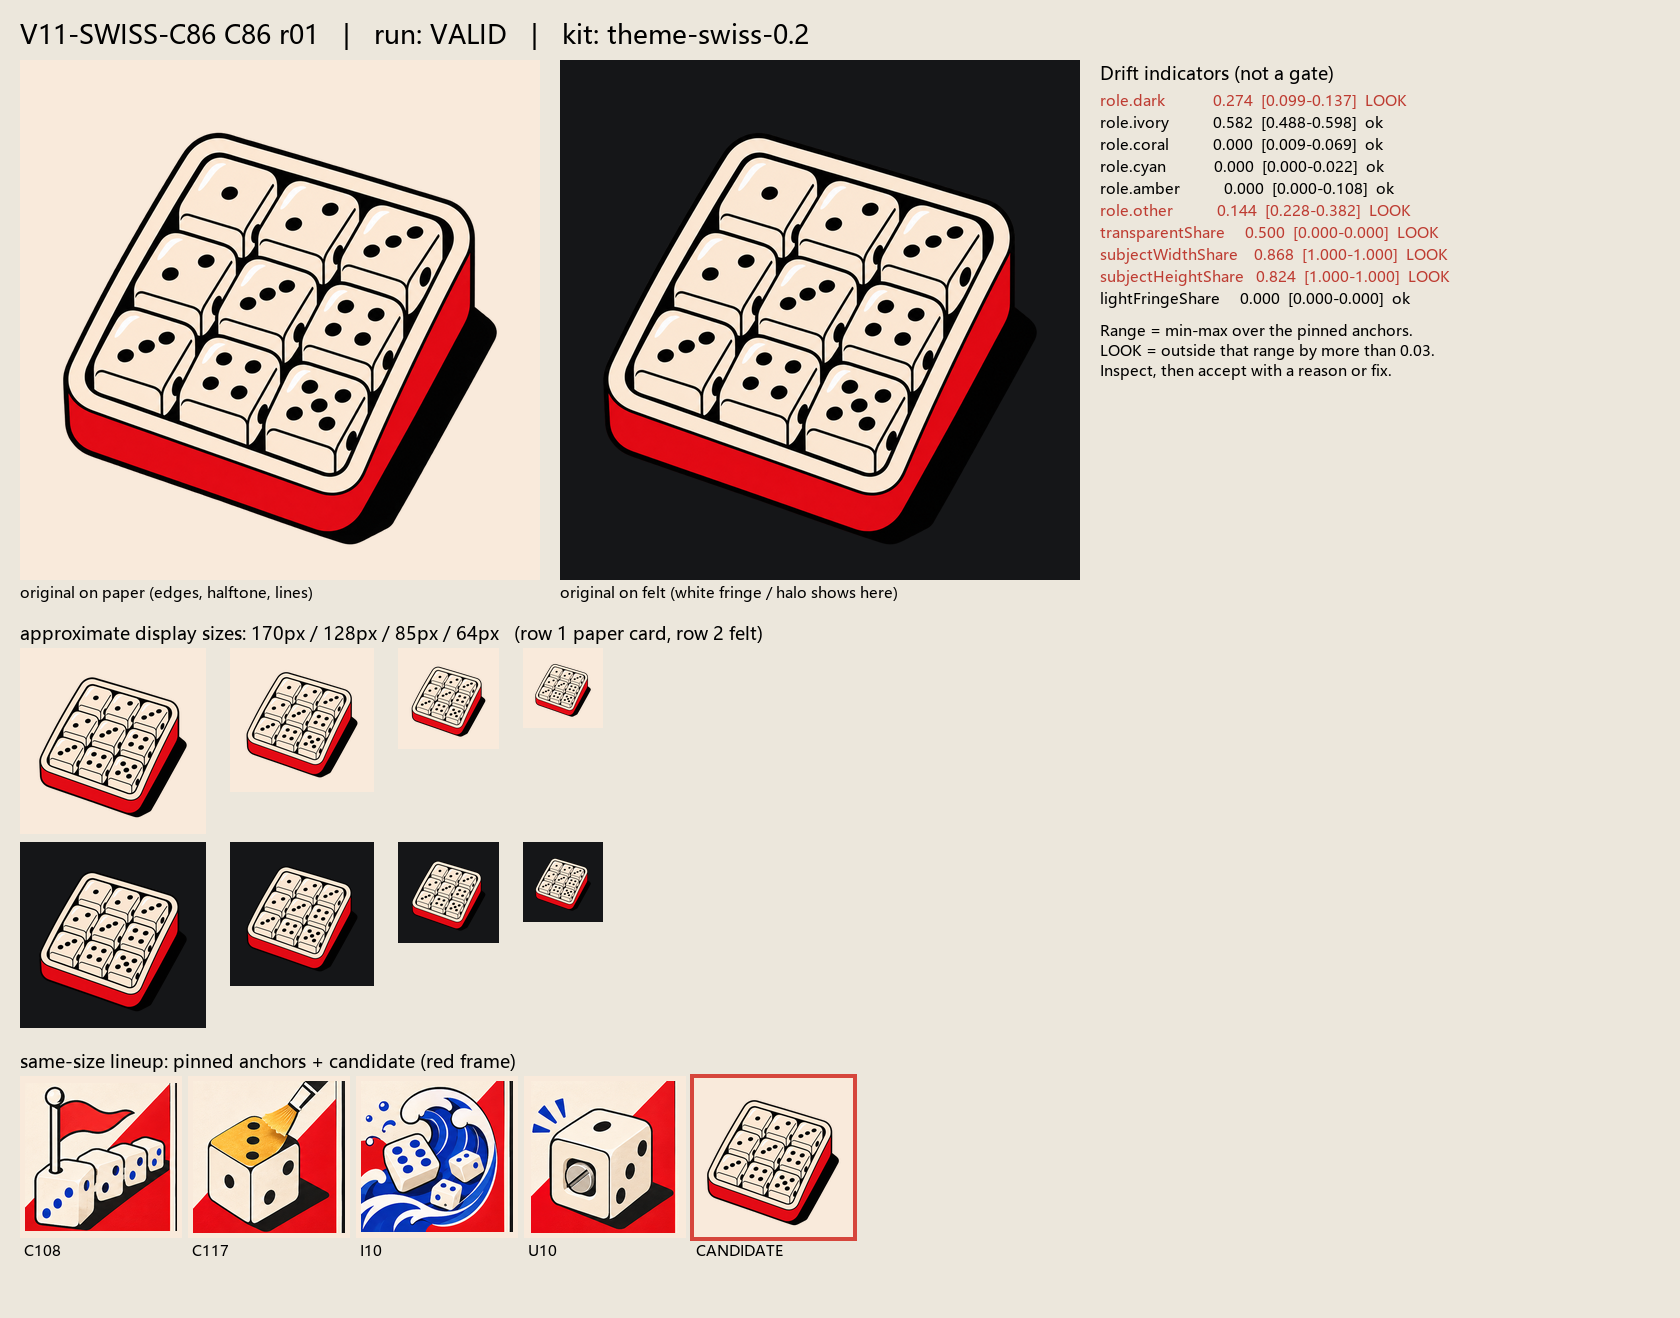 V11-SWISS-C86 C86 r01 | run: VALID | kit: theme-swiss-0.2
Drift indicators (not a gate)
role.dark 0.274 [0.099-0.137] LOOK
role.ivory 0.582 [0.488-0.598] ok
role.coral 0.000 [0.009-0.069] ok
role.cyan 0.000 [0.000-0.022] ok
role.amber 0.000 [0.000-0.108] ok
role.other 0.144 [0.228-0.382] LOOK
transparentShare 0.500 [0.000-0.000] LOOK
subjectWidthShare 0.868 [1.000-1.000] LOOK
subjectHeightShare 0.824 [1.000-1.000] LOOK
lightFringeShare 0.000 [0.000-0.000] ok
Range = min-max over the pinned anchors.
LOOK = outside that range by more than 0.03.
Inspect, then accept with a reason or fix.
original on paper (edges, halftone, lines)
original on felt (white fringe / halo shows here)
approximate display sizes: 170px / 128px / 85px / 64px (row 1 paper card, row 2 felt)
same-size lineup: pinned anchors + candidate (red frame)
C108
C117
I10
U10
CANDIDATE